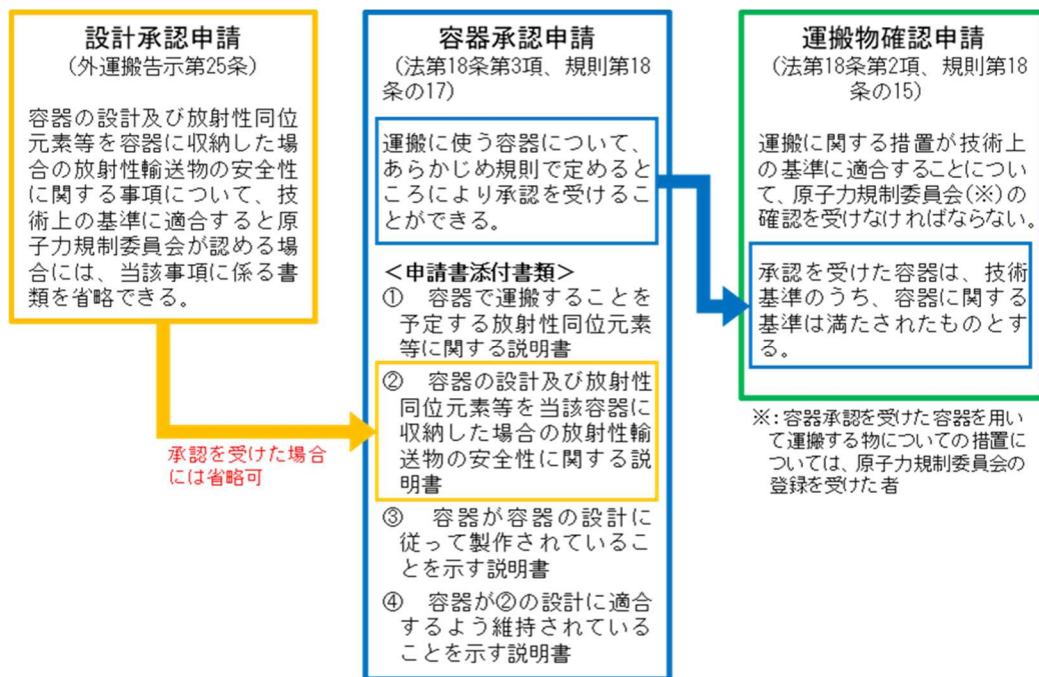 設計承認申請
(外運搬告示第25条)
容器の設計及び放射性同位
元素等を容器に収納した場
合の放射性輸送物の安全性
に関する事項について、技
術上の基準に適合すると原
子力規制委員会が認める場
合には、当該事項に係る書
類を省略できる。
承認を受けた場合
には省略可
容器承認申請
(法第18条第3項、規則第18
条の17)
運搬に使う容器について、
あらかじめ規則で定めると
ころにより承認を受けるこ
とができる。
＜申請書添付書類＞
① 容器で運搬することを
予定する放射性同位元素
等に関する説明書
② 容器の設計及び放射性
同位元素等を当該容器に
収納した場合の放射性輸
送物の安全性に関する説
明書
③ 容器が容器の設計に
従って製作されているこ
とを示す説明書
④ 容器が②の設計に適合
するよう維持されている
ことを示す説明書
運搬物確認申請
(法第18条第2項、規則第18
条の15)
運搬に関する措置が技術上
の基準に適合することについ
て、原子力規制委員会(※)の
確認を受けなければならない。
承認を受けた容器は、技術
基準のうち、容器に関する
基準は満たされたものとす
る。
※：容器承認を受けた容器を用い
て運搬する物についての措置に
ついては、原子力規制委員会の
登録を受けた者